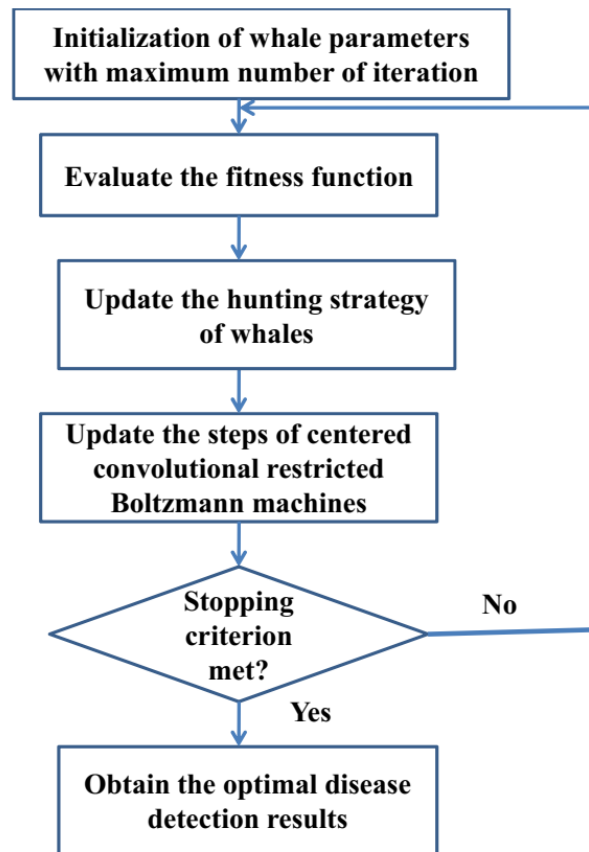 Initialization of whale parameters
with maximum number of iteration
Evaluate the fitness function
Update the hunting strategy
of whales
Update the steps of centered
convolutional restricted
Boltzmann machines
Stopping
criterion
met?
No
Yes
Obtain the optimal disease
detection results